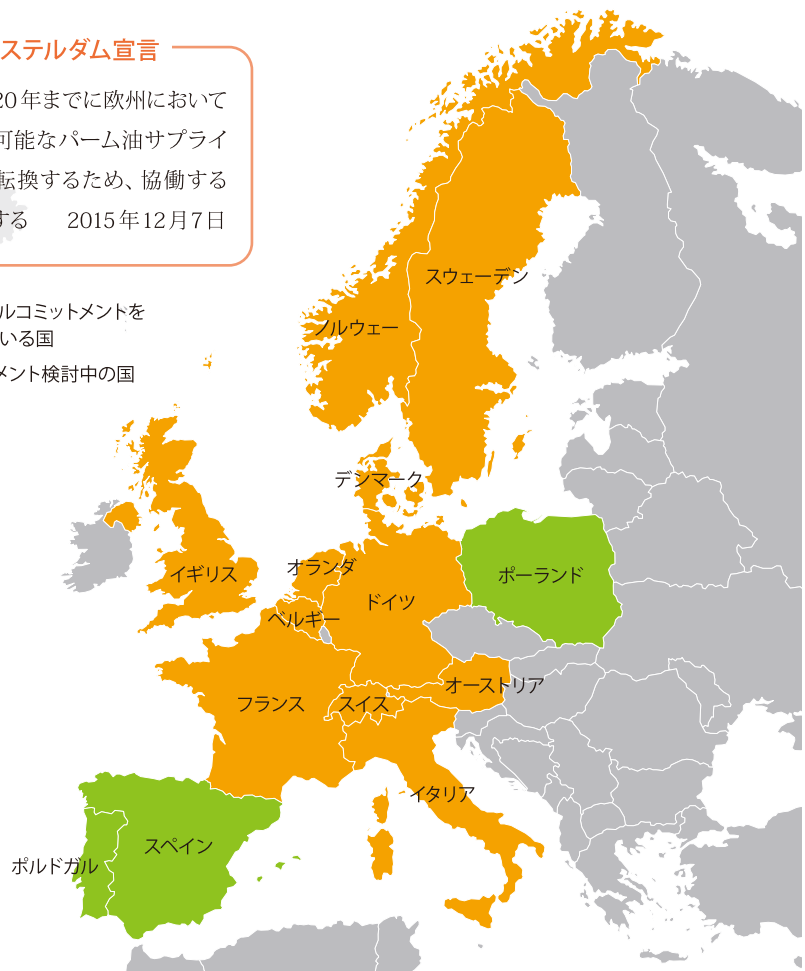 ステルダム宣言
20年までに欧州において
可能なパーム油サプライ
転換するため、協働する
する 2015年12月7日
ルコミットメントを
いる国
メント検討中の国
スウェーデン
ノルウェー
デンマーク
イギリス
オランダ
ポーランド
ドイツ
ベルギー
オーストリア
フランス
スイス
イタリア
スペイン
ポルドガル